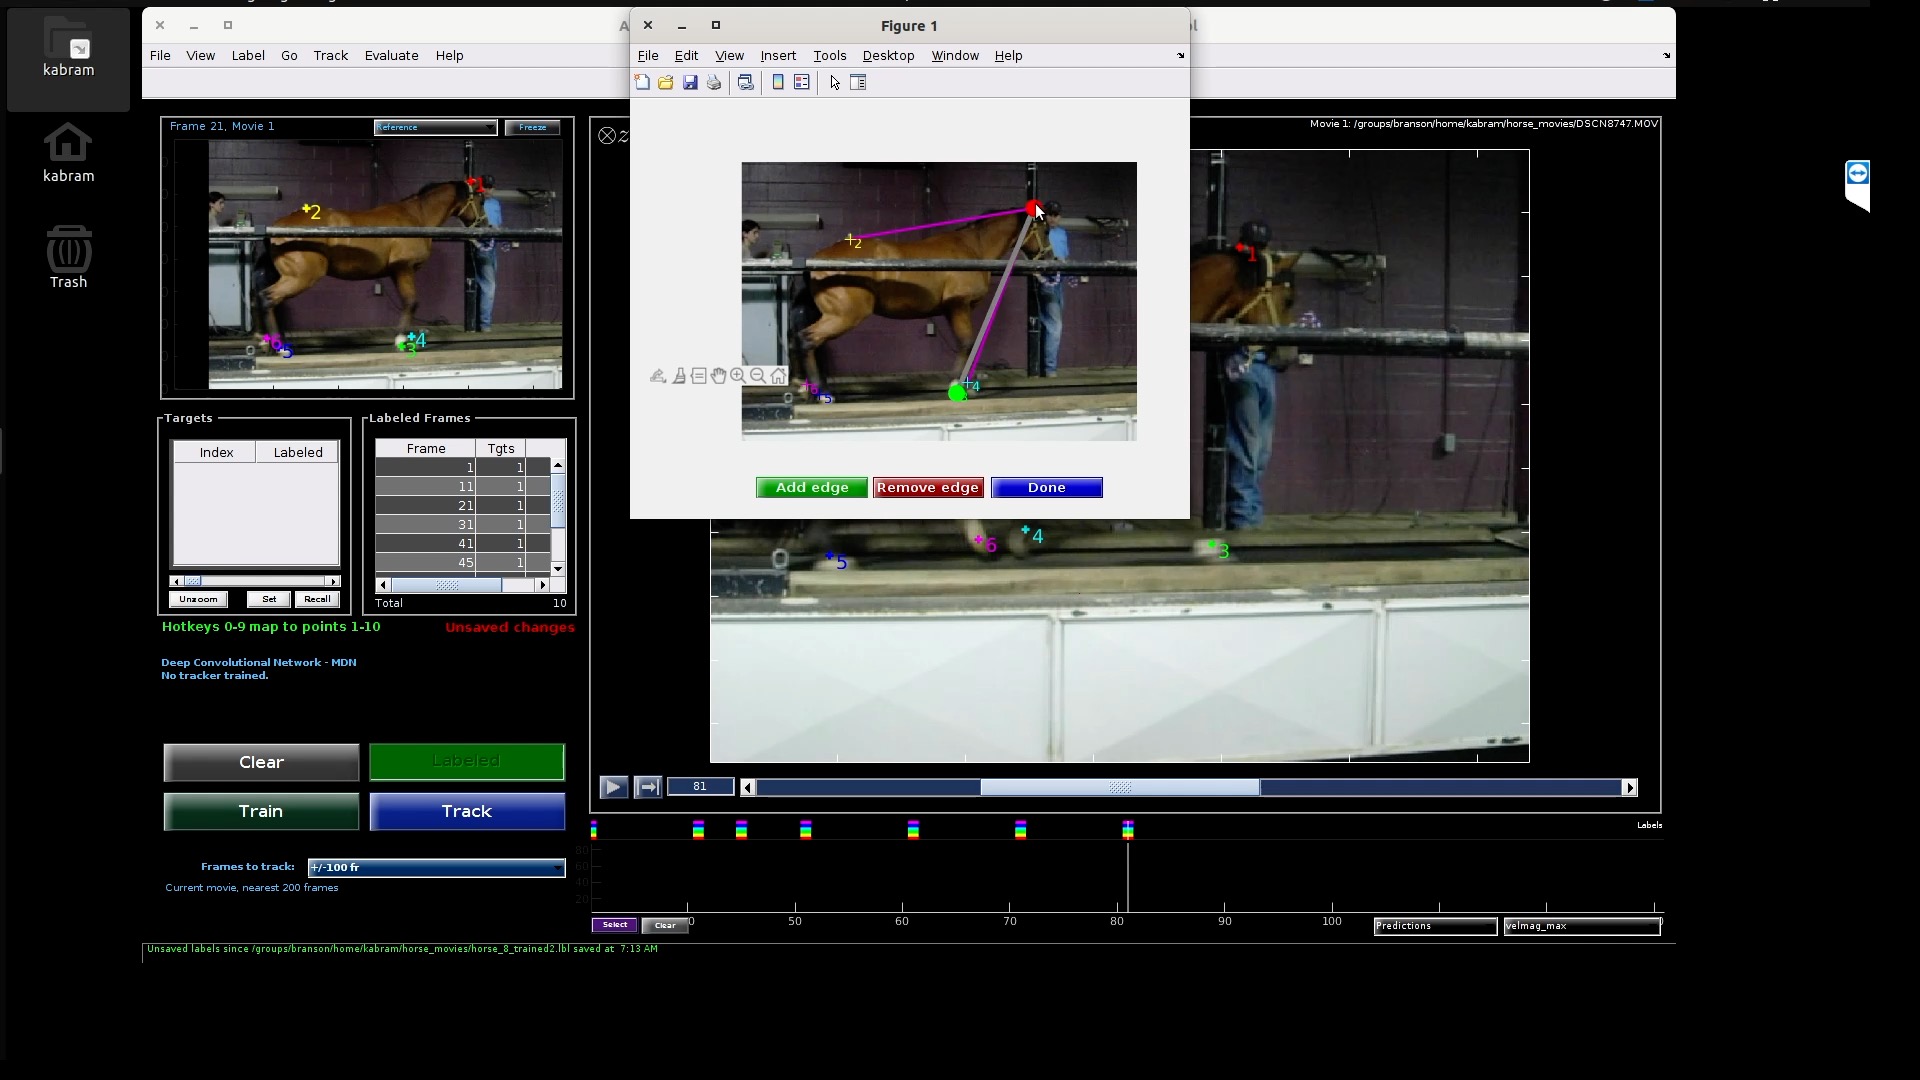 kabram
kabram
Trash
File View Label Go Track Evaluate Help
Figure 1
File Edit View Insert Tools Desktop Window Help
Frame 21, Movie 1
Reference
Freeze
1
2
3
4
5
6
2
4
5
Add edge
Remove edge
Done
Movie 1: /groups/branson/home/kabram/horse_movies/DSCN8747.MOV
1
3
4
5
6
Targets
Index Labeled
Unzoom
Set
Recall
Labeled Frames
Frame Tgts
1 1
11 1
21 1
31 1
41 1
45 1
Total 10
Hotkeys 0-9 map to points 1-10
Unsaved changes
Deep Convolutional Network - MDN
No tracker trained.
Clear
Labeled
Train
Track
Frames to track: +/-100 fr
Current movie, nearest 200 frames
81
Labels
80
60
40
20
50 60 70 80 90 100
Select
Clear
Predictions
velmag_max
Unsaved labels since /groups/branson/home/kabram/horse_movies/horse_8_trained2.lbl saved at 7:13 AM